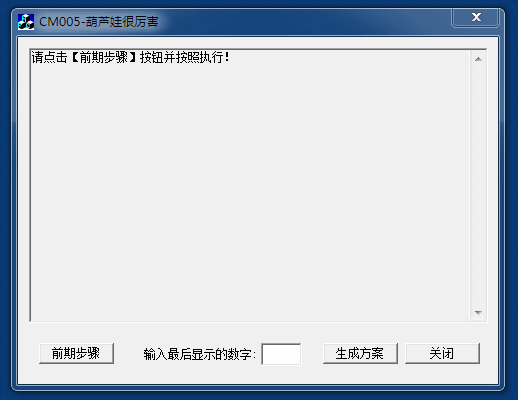 CM005-葫芦娃很厉害
请点击【前期步骤】按钮并按照执行!
前期步骤
输入最后显示的数字:
生成方案
关闭